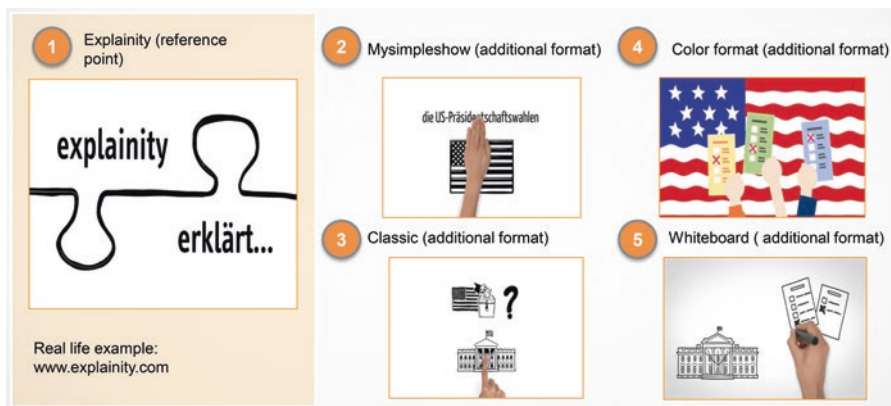 1
Explainity (reference
point)
explainity
erklärt...
Real life example:
www.explainity.com
2
Mysimpleshow (additional format)
die US-Präsidentschaftswahlen
3
Classic (additional format)
?
4
Color format (additional format)
5
Whiteboard ( additional format)